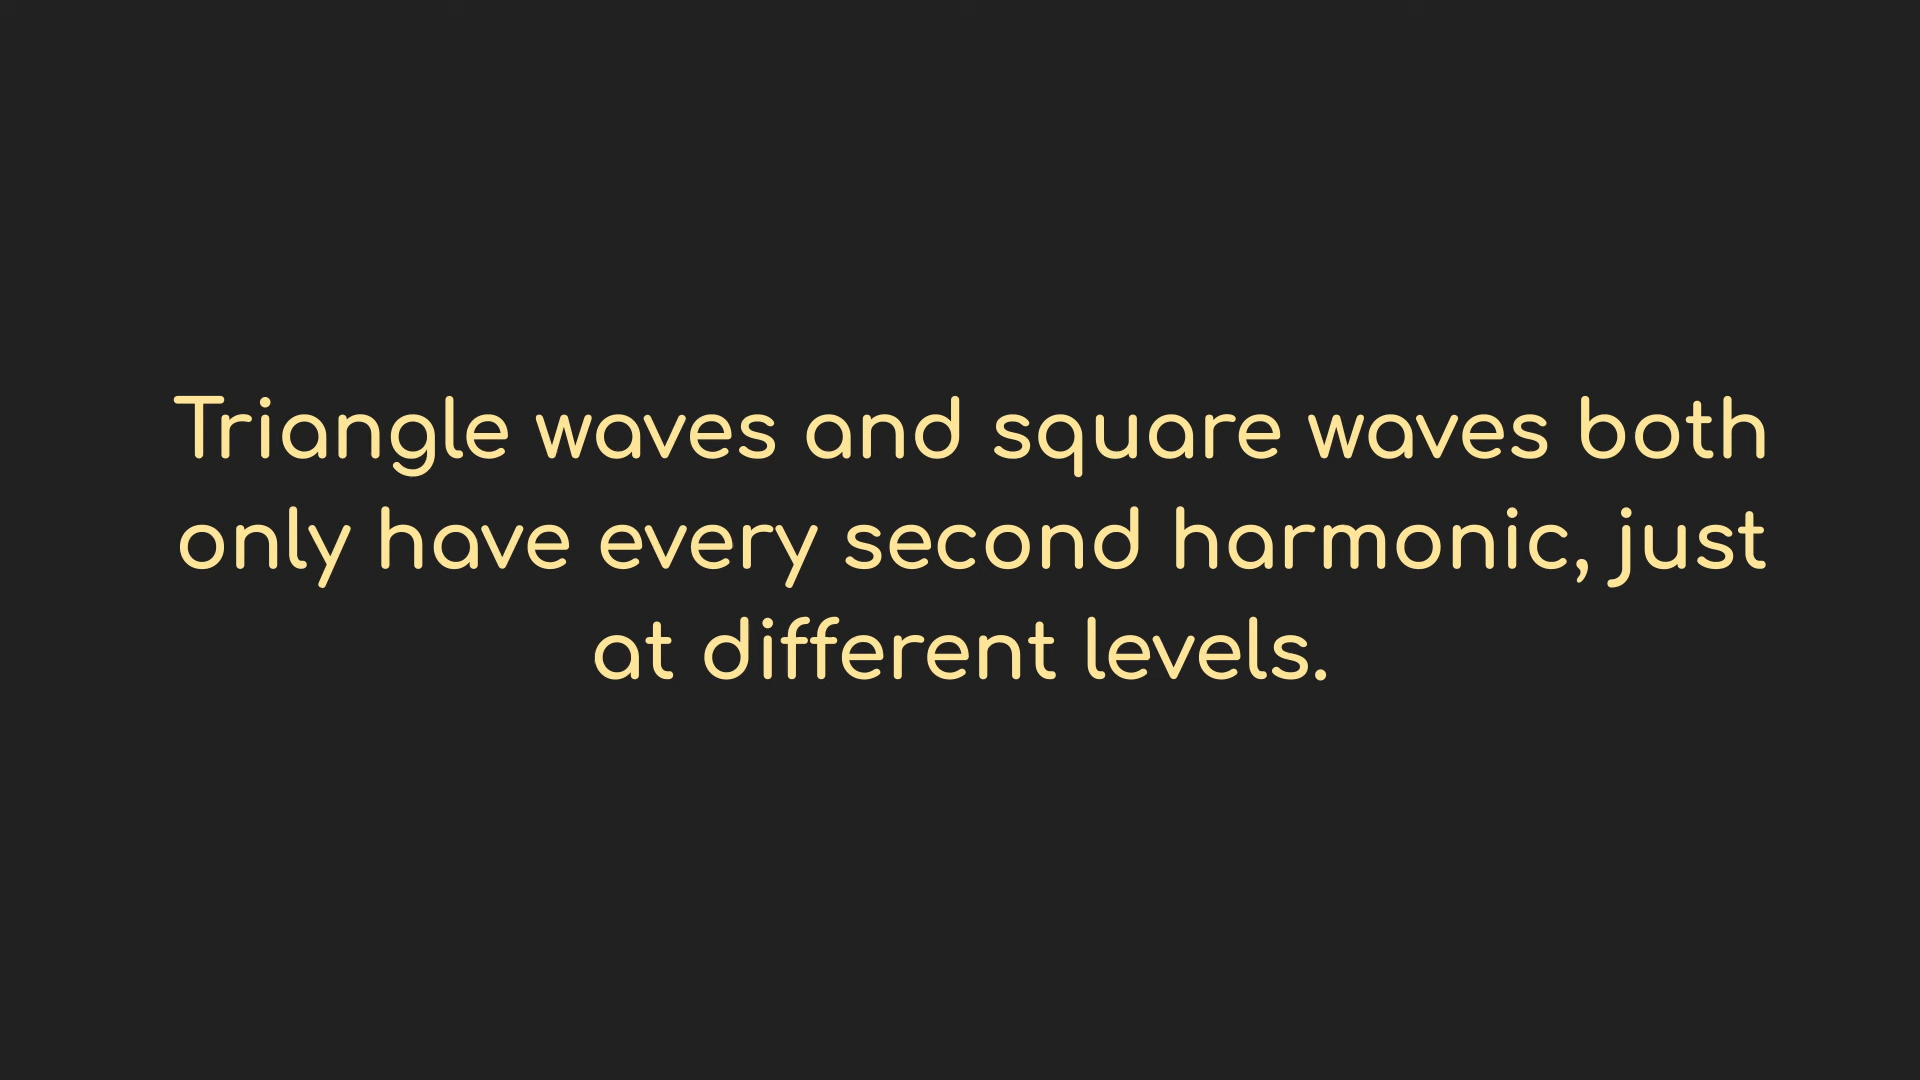 Triangle waves and square waves both
only have every second harmonic, just
at different levels.